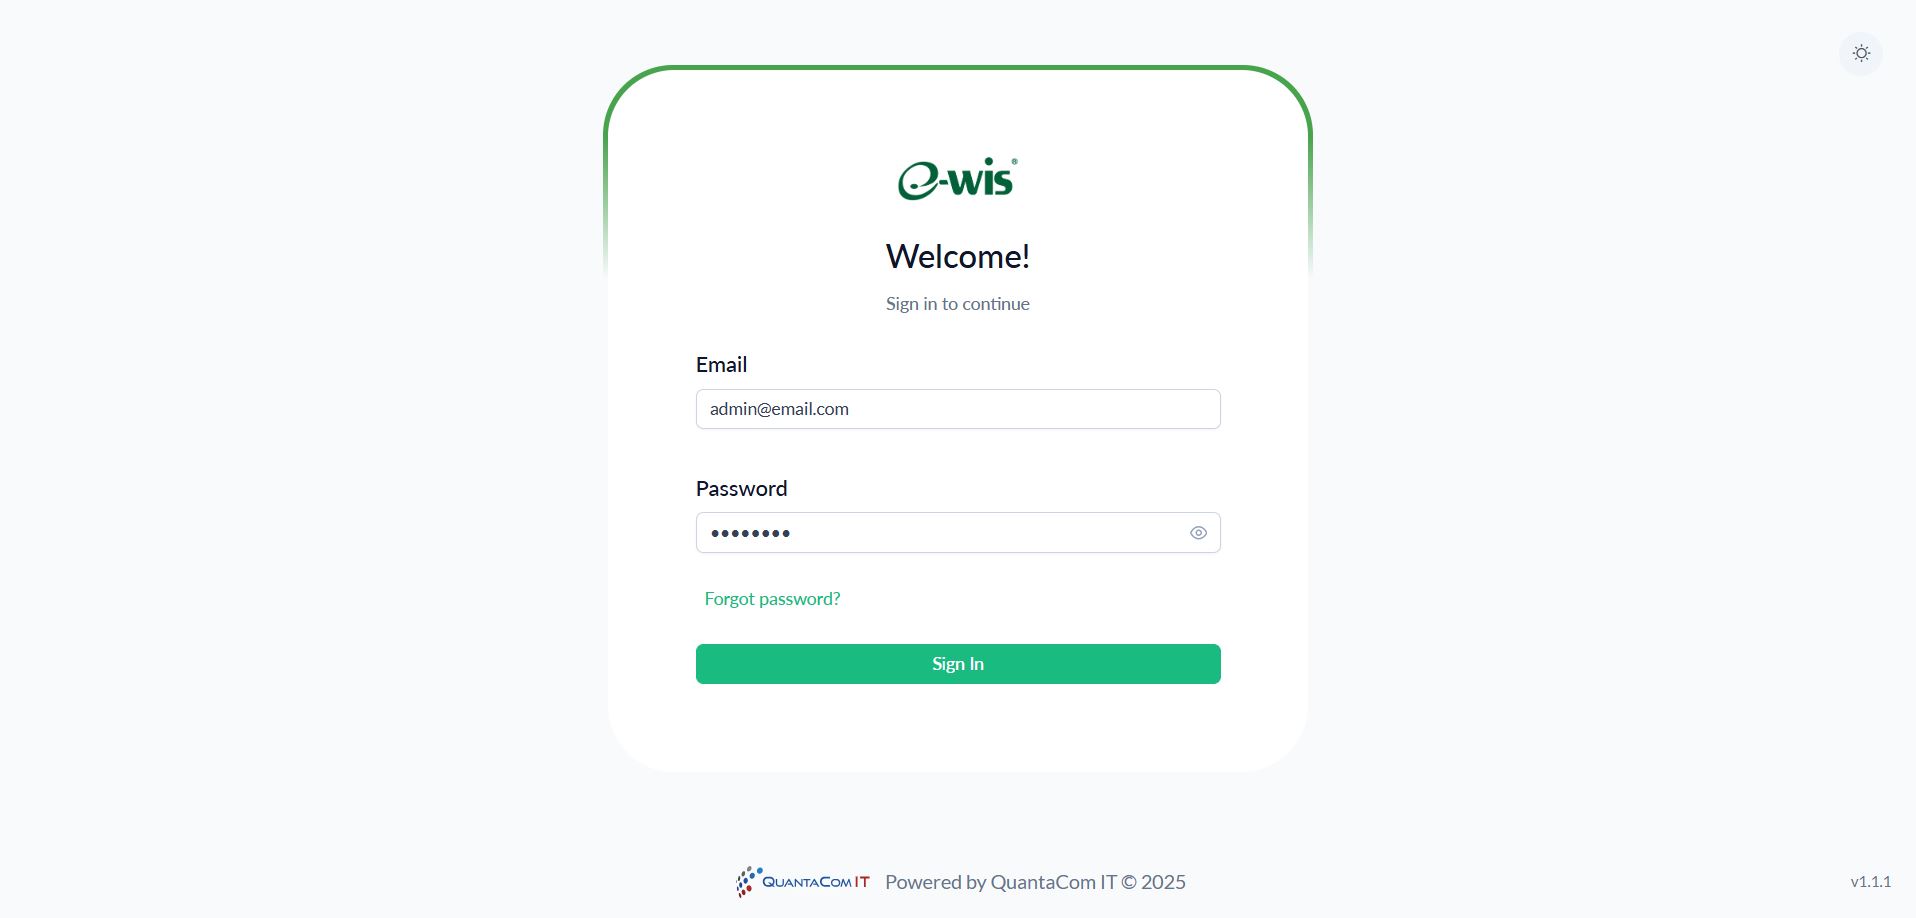 e-wis®
Welcome!
Sign in to continue
Email
admin@email.com
Password
••••••••
Forgot password?
Sign In
QUANTACOM IT Powered by QuantaCom IT © 2025
v1.1.1